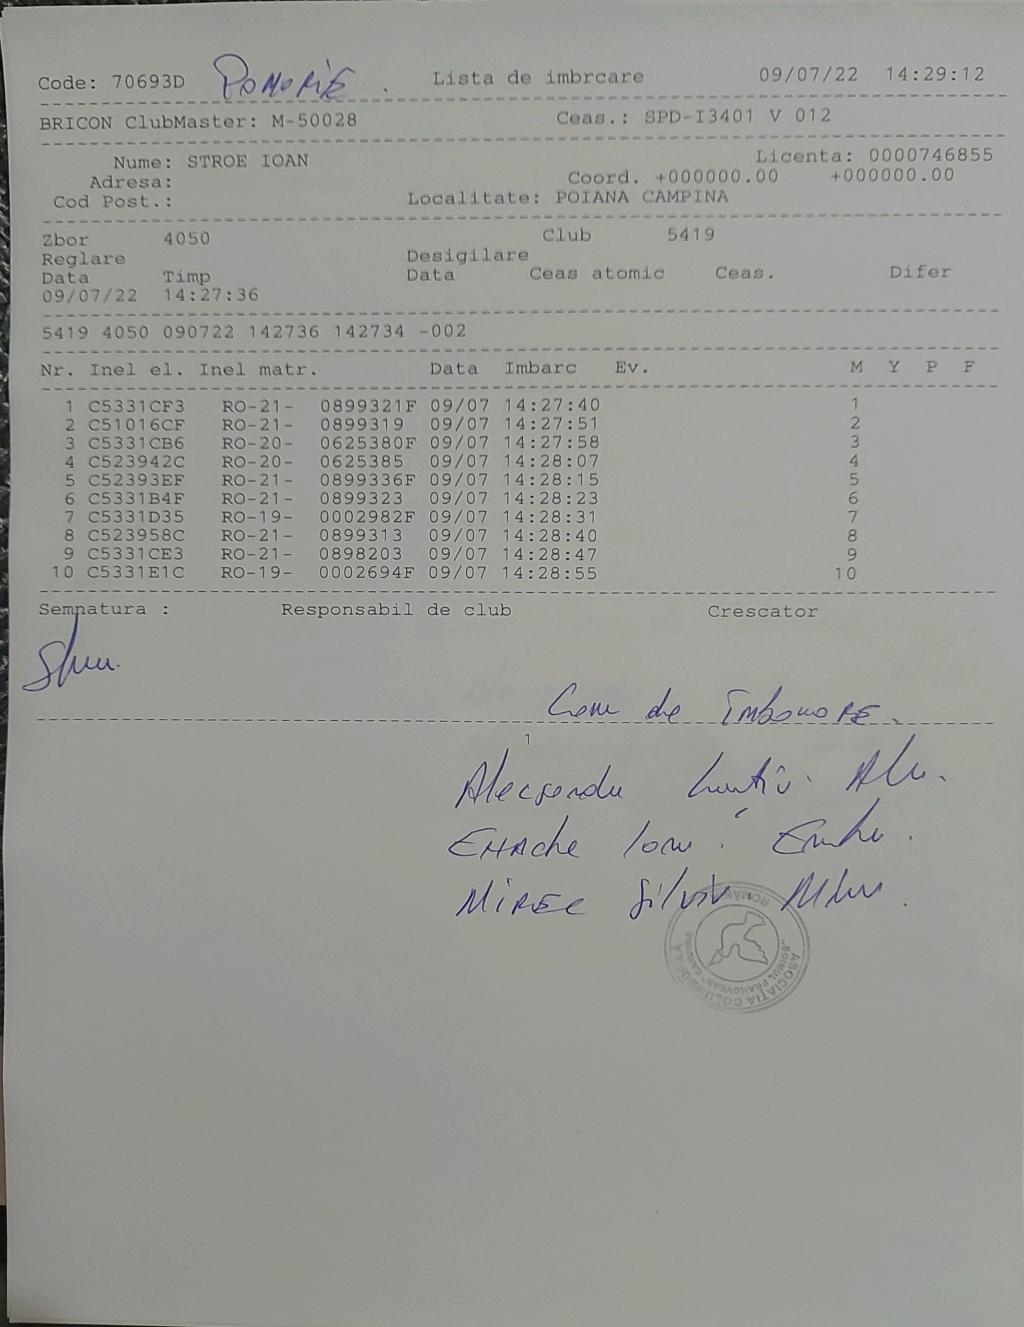 Code: 70693D POMORIE . Lista de imbrcare 09/07/22 14:29:12
BRICON ClubMaster: M-50028 Ceas.: SPD-I3401 V 012
Nume: STROE IOAN Licenta: 0000746855
Adresa: Coord. +000000.00 +000000.00
Cod Post.: Localitate: POIANA CAMPINA
Zbor 4050 Club 5419
Reglare Desigilare
Data Timp Data Ceas atomic Ceas. Difer
09/07/22 14:27:36
5419 4050 090722 142736 142734 -002
Nr. Inel el. Inel matr. Data Imbarc Ev. M Y P F
1 C5331CF3 RO-21- 0899321F 09/07 14:27:40 1
2 C51016CF RO-21- 0899319 09/07 14:27:51 2
3 C5331CB6 RO-20- 0625380F 09/07 14:27:58 3
4 C523942C RO-20- 0625385 09/07 14:28:07 4
5 C52393EF RO-21- 0899336F 09/07 14:28:15 5
6 C5331B4F RO-21- 0899323 09/07 14:28:23 6
7 C5331D35 RO-19- 0002982F 09/07 14:28:31 7
8 C523958C RO-21- 0899313 09/07 14:28:40 8
9 C5331CE3 RO-21- 0898203 09/07 14:28:47 9
10 C5331E1C RO-19- 0002694F 09/07 14:28:55 10
Semnatura : Responsabil de club Crescator
de
1
Enache
Silviu
ASOCIAȚIA COLUMBOFILĂ